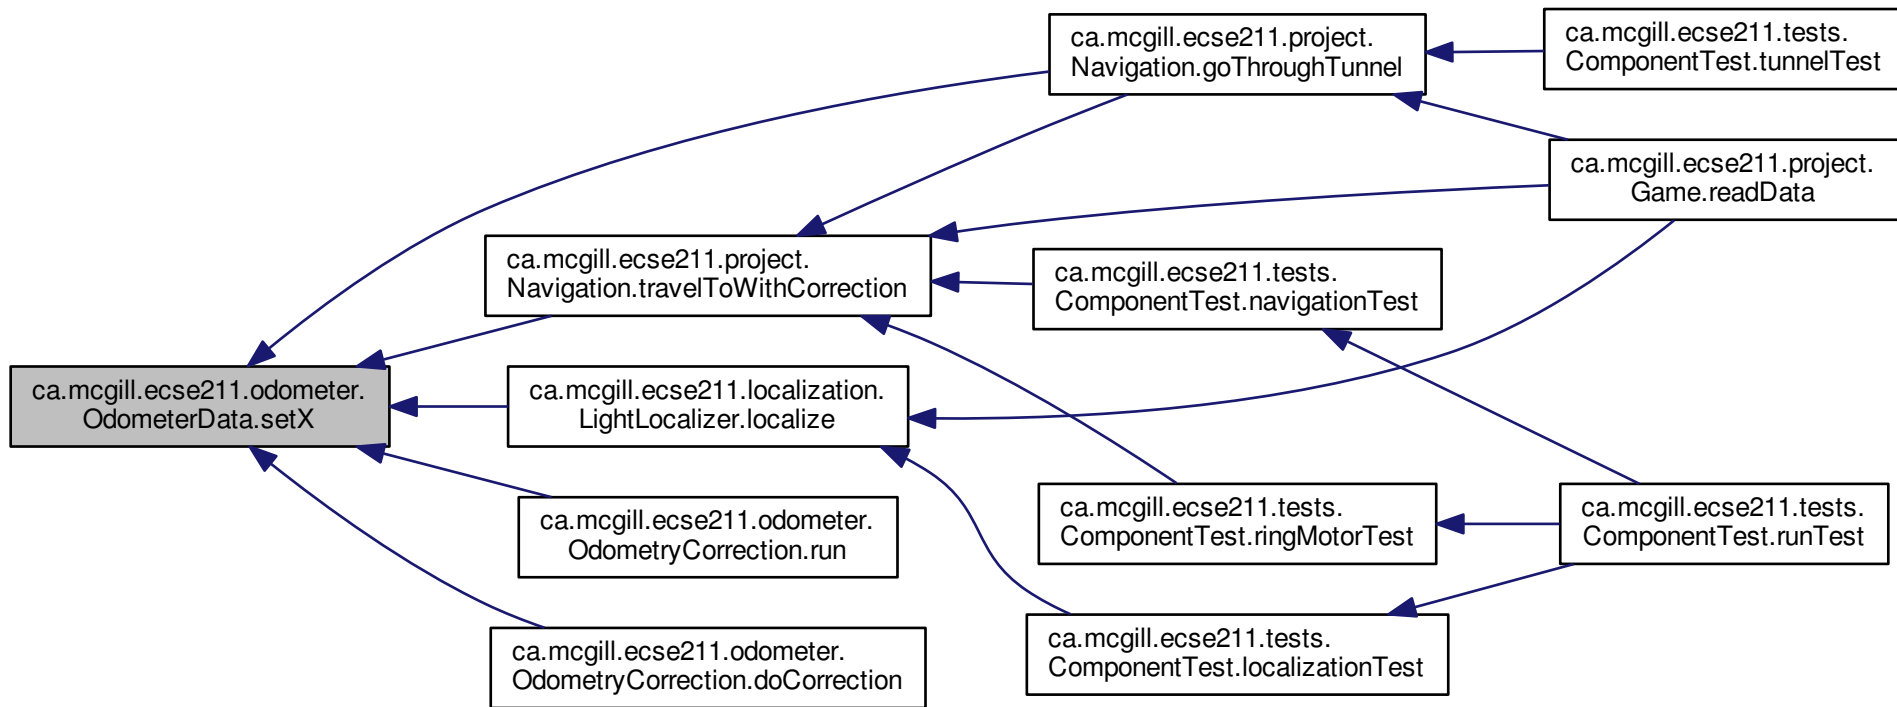 ca.mcgill.ecse211.project.
Navigation.goThroughTunnel
ca.mcgill.ecse211.tests.
ComponentTest.tunnelTest
ca.mcgill.ecse211.project.
Game.readData
ca.mcgill.ecse211.project.
Navigation.travelToWithCorrection
ca.mcgill.ecse211.tests.
ComponentTest.navigationTest
ca.mcgill.ecse211.odometer.
OdometerData.setX
ca.mcgill.ecse211.localization.
LightLocalizer.localize
ca.mcgill.ecse211.odometer.
OdometryCorrection.run
ca.mcgill.ecse211.tests.
ComponentTest.ringMotorTest
ca.mcgill.ecse211.tests.
ComponentTest.runTest
ca.mcgill.ecse211.odometer.
OdometryCorrection.doCorrection
ca.mcgill.ecse211.tests.
ComponentTest.localizationTest